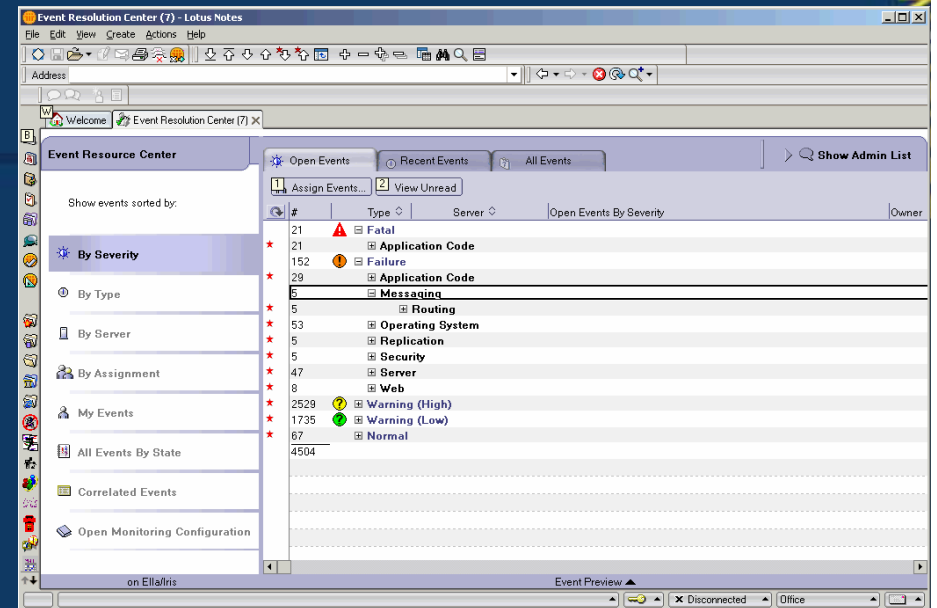 Event Resolution Center (7) - Lotus Notes
File Edit View Create Actions Help
Address
W
Welcome
Event Resolution Center (7)
B
Event Resource Center
Open Events
Recent Events
All Events
Show Admin List
1 Assign Events...
2 View Unread
Show events sorted by:
# Type Server Open Events By Severity Owner
21 Fatal
21 Application Code
152 Failure
29 Application Code
5 Messaging
5 Routing
53 Operating System
5 Replication
5 Security
47 Server
8 Web
2529 Warning (High)
1735 Warning (Low)
67 Normal
4504
By Severity
By Type
By Server
By Assignment
My Events
All Events By State
Correlated Events
Open Monitoring Configuration
on Ella/Iris
Event Preview
Disconnected
Office